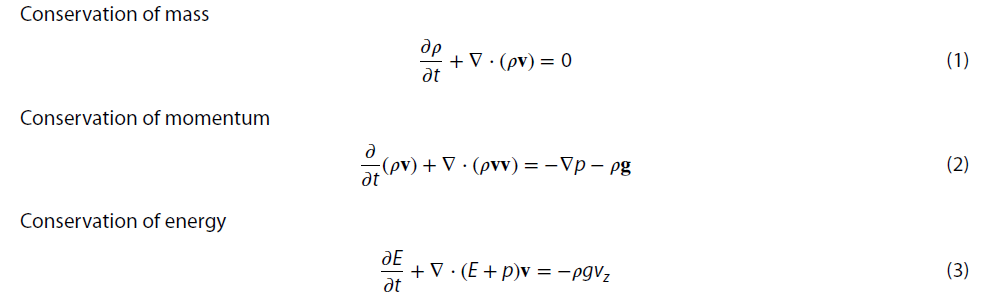 Conservation of mass
∂ρ/∂t + ∇ · (ρ𝐯) = 0 (1)
Conservation of momentum
∂/∂t(ρ𝐯) + ∇ · (ρ𝐯𝐯) = −∇p − ρ𝐠 (2)
Conservation of energy
∂E/∂t + ∇ · (E + p)𝐯 = −ρgv_z (3)